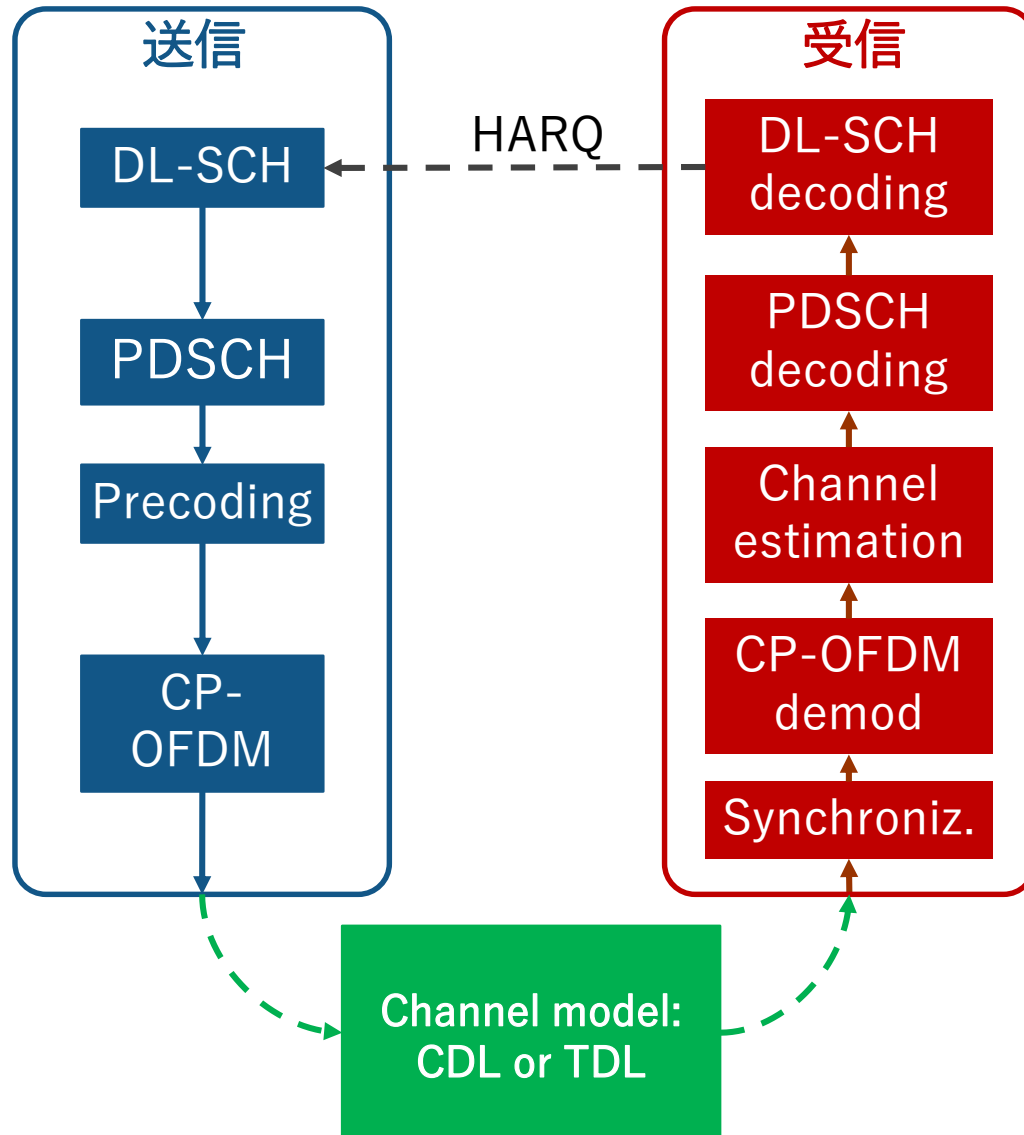 送信
DL-SCH
PDSCH
Precoding
CP-
OFDM
HARQ
受信
DL-SCH
decoding
PDSCH
decoding
Channel
estimation
CP-OFDM
demod
Synchroniz.
Channel model:
CDL or TDL